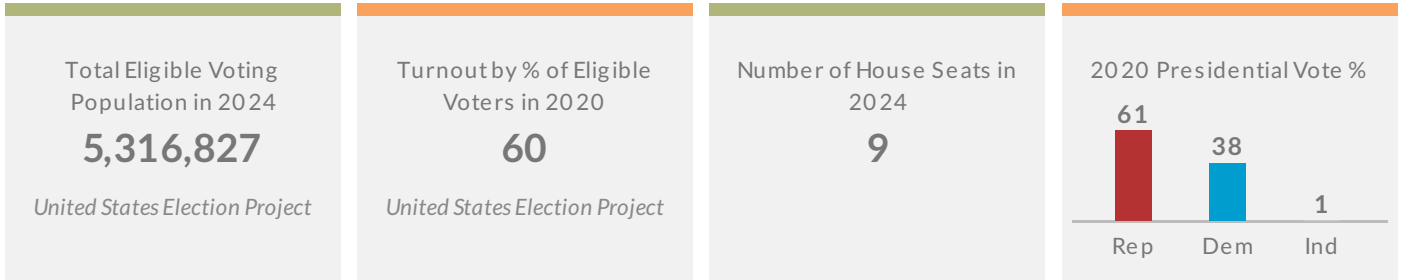 Total Eligible Voting
Population in 2024
5,316,827
United States Election Project
Turnout by % of Eligible
Voters in 2020
60
United States Election Project
Number of House Seats in
2024
9
2020 Presidential Vote %
61
38
1
Rep
Dem
Ind